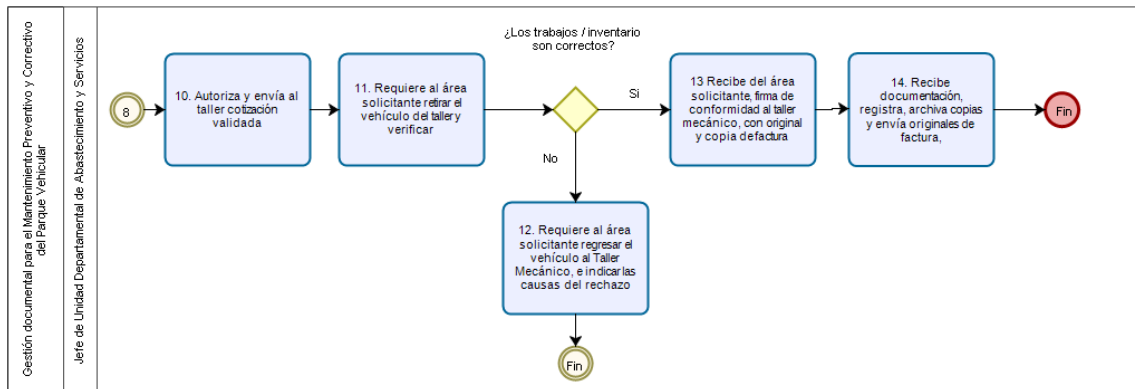 Gestión documental para el Mantenimiento Preventivo y Correctivo
del Parque Vehicular
Jefe de Unidad Departamental de Abastecimiento y Servicios
8
10. Autoriza y envía al
taller cotización
validada
11. Requiere al área
solicitante retirar el
vehículo del taller y
verificar
¿Los trabajos / inventario
son correctos?
Si
13 Recibe del área
solicitante, firma de
conformidad al taller
mecánico, con original
y copia de factura
14. Recibe
documentación,
registra, archiva copias
y envía originales de
factura,
Fin
No
12. Requiere al área
solicitante regresar el
vehículo al Taller
Mecánico, e indicar las
causas del rechazo
Fin